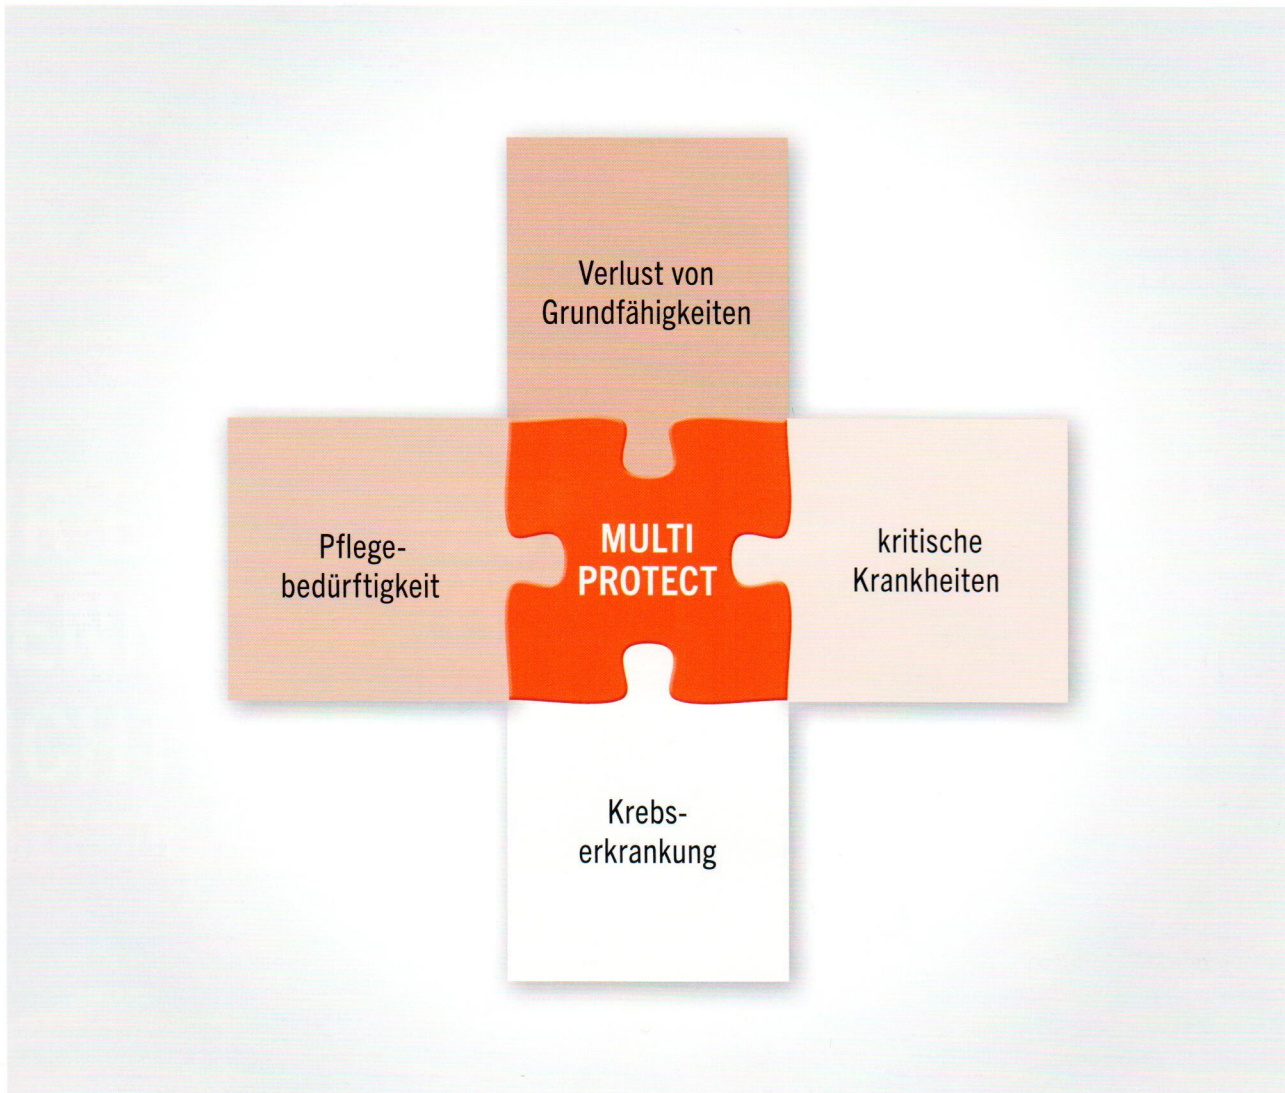 Verlust von
Grundfähigkeiten
Pflege-
bedürftigkeit
MULTI
PROTECT
kritische
Krankheiten
Krebs-
erkrankung